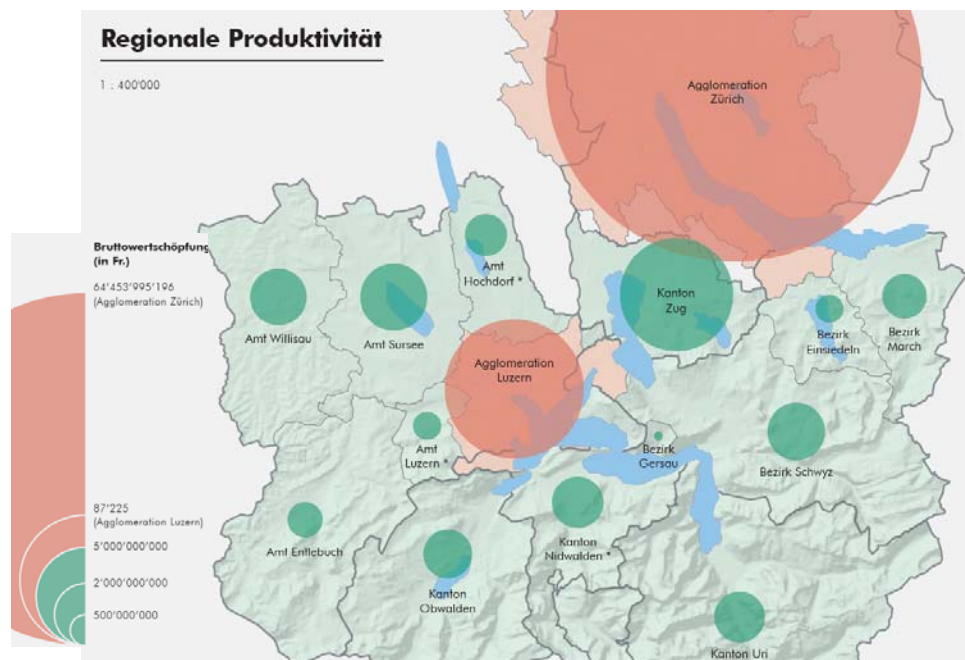 Regionale Produktivität
1 : 400'000
Agglomeration
Zürich
Bruttowertschöpfung
(in Fr.)
64'453'995'196
(Agglomeration Zürich)
87'225
(Agglomeration Luzern)
5'000'000'000
2'000'000'000
500'000'000
Amt
Hochdorf *
Kanton
Zug
Amt Willisau
Amt Sursee
Bezirk
Einsiedeln
Bezirk
March
Agglomeration
Luzern
Amt
Luzern *
Bezirk
Gersau
Bezirk Schwyz
Amt Entlebuch
Kanton
Nidwalden *
Kanton
Obwalden
Kanton Uri